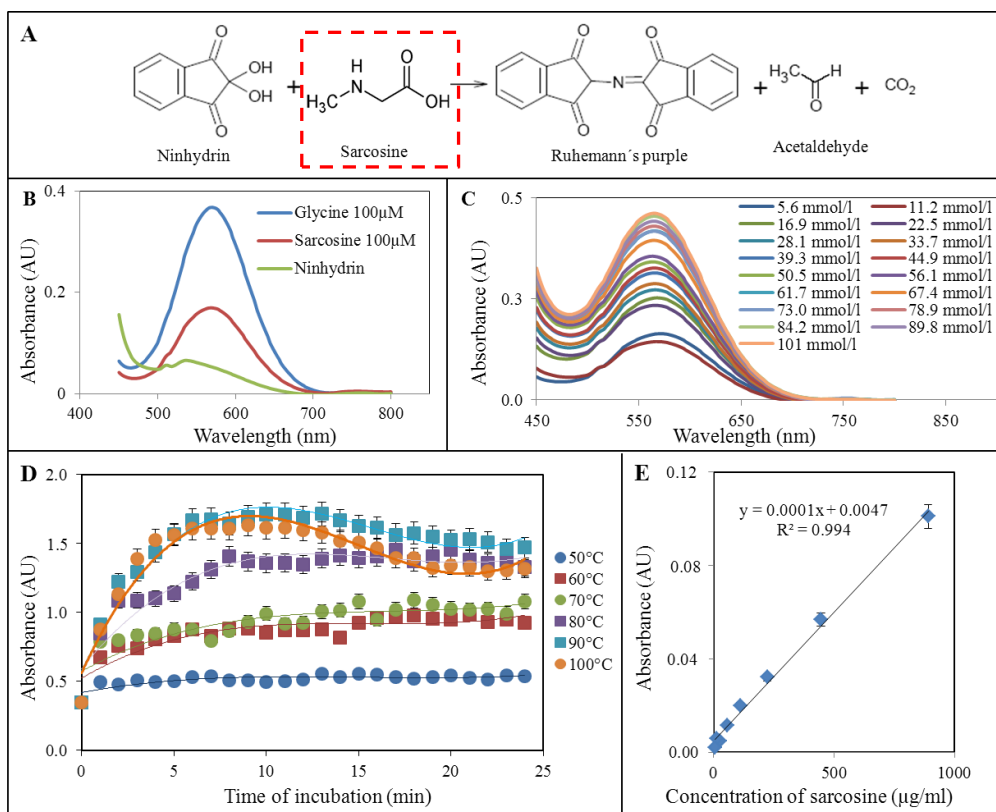 A
O
OH
OH
O
+
H
N
H₃C
O
OH
O
O
N
O
O
+
H₃C
H
O
+
CO₂
Ninhydrin
Sarcosine
Ruhemann´s purple
Acetaldehyde
B
Absorbance (AU)
0.4
0.2
0
400 500 600 700 800
Wavelength (nm)
Glycine 100µM
Sarcosine 100µM
Ninhydrin
C
Absorbance (AU)
0.5
0.3
0.0
450 550 650 750 850
Wavelength (nm)
5.6 mmol/l 11.2 mmol/l
16.9 mmol/l 22.5 mmol/l
28.1 mmol/l 33.7 mmol/l
39.3 mmol/l 44.9 mmol/l
50.5 mmol/l 56.1 mmol/l
61.7 mmol/l 67.4 mmol/l
73.0 mmol/l 78.9 mmol/l
84.2 mmol/l 89.8 mmol/l
101 mmol/l
D
Absorbance (AU)
2.0
1.5
1.0
0.5
0.0
0 5 10 15 20 25
Time of incubation (min)
50°C
60°C
70°C
80°C
90°C
100°C
E
Absorbance (AU)
0.12
0.08
0.04
0.00
0 500 1000
Concentration of sarcosine (µg/ml)
y = 0.0001x + 0.0047
R² = 0.994